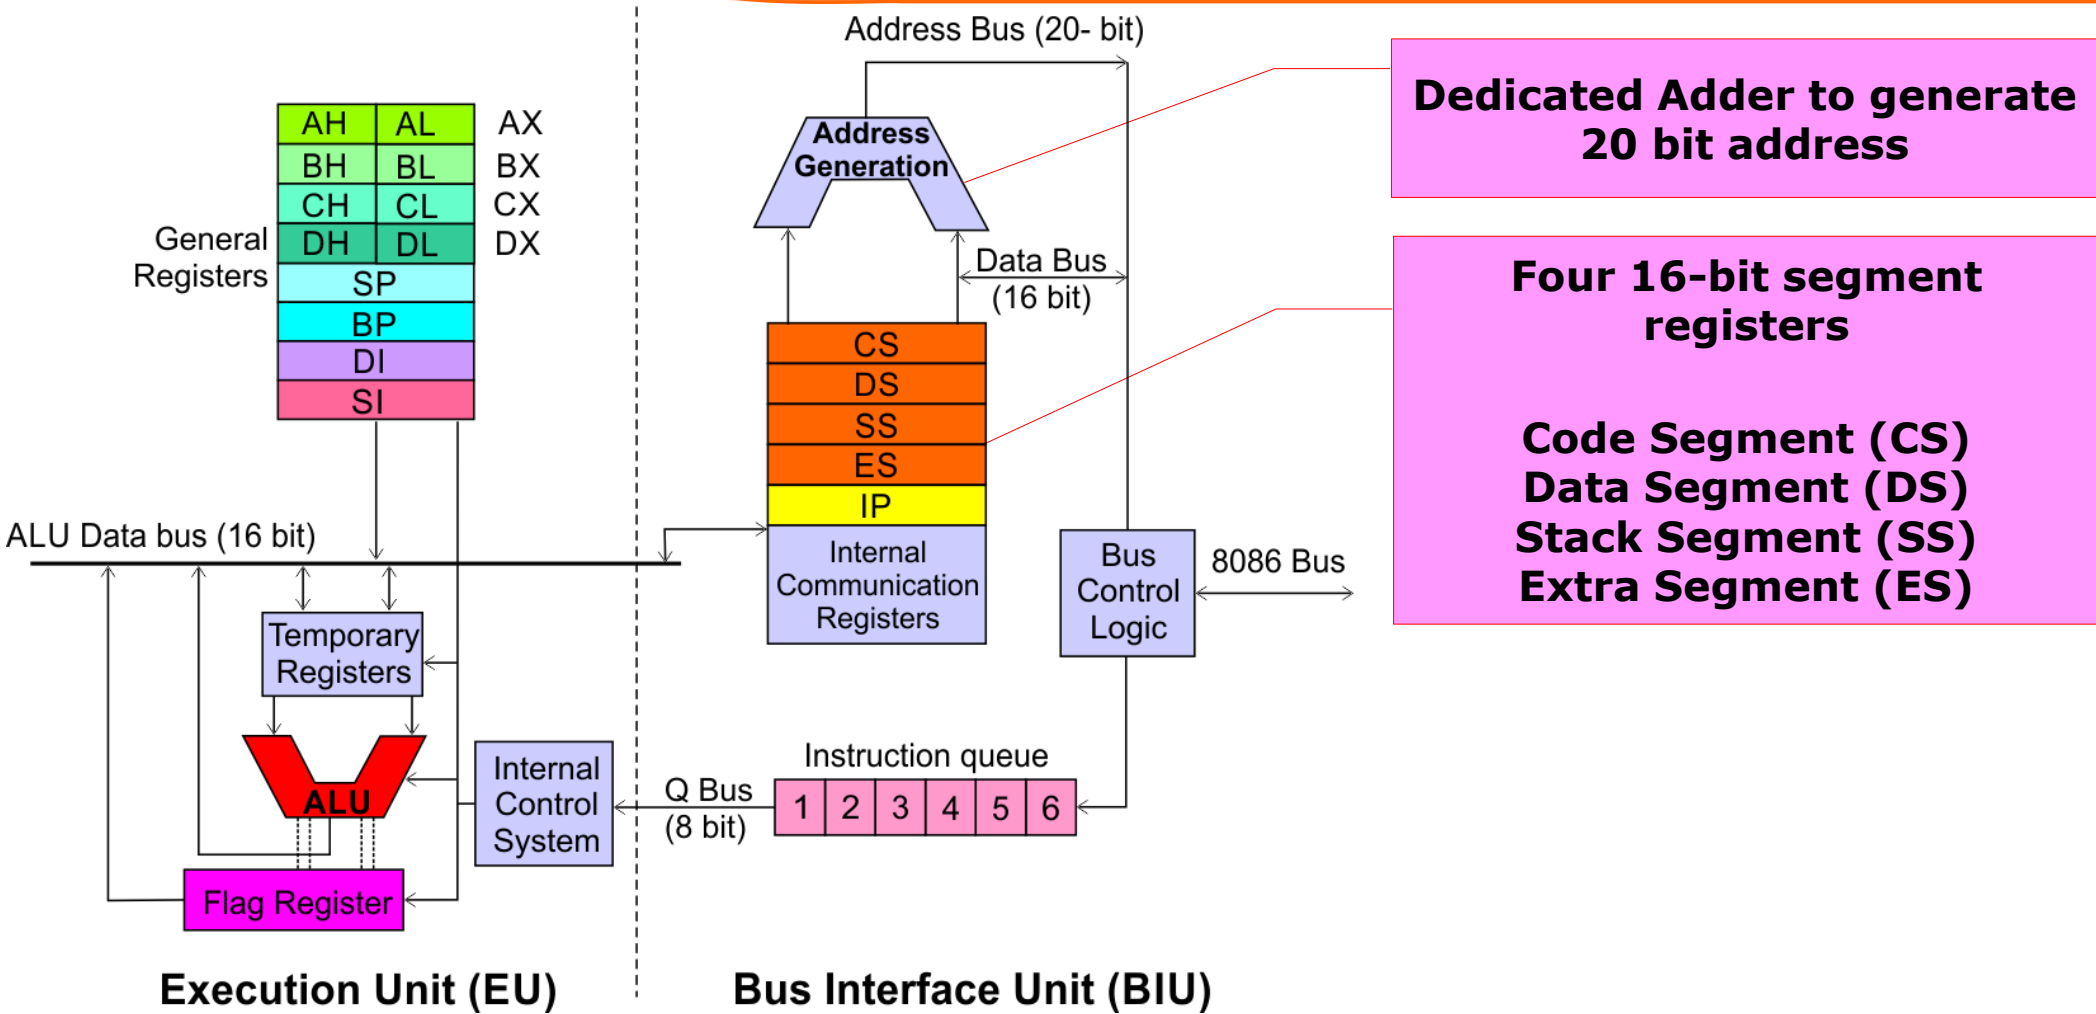 Address Bus (20- bit)
Dedicated Adder to generate
20 bit address
AH AL AX
BH BL BX
CH CL CX
DH DL DX
General
Registers
SP
BP
DI
SI
Address
Generation
Data Bus
(16 bit)
CS
DS
SS
ES
IP
Internal
Communication
Registers
Four 16-bit segment
registers
Code Segment (CS)
Data Segment (DS)
Stack Segment (SS)
Extra Segment (ES)
ALU Data bus (16 bit)
Bus
Control
Logic
8086 Bus
Temporary
Registers
ALU
Internal
Control
System
Q Bus
(8 bit)
Instruction queue
1 2 3 4 5 6
Flag Register
Execution Unit (EU)
Bus Interface Unit (BIU)